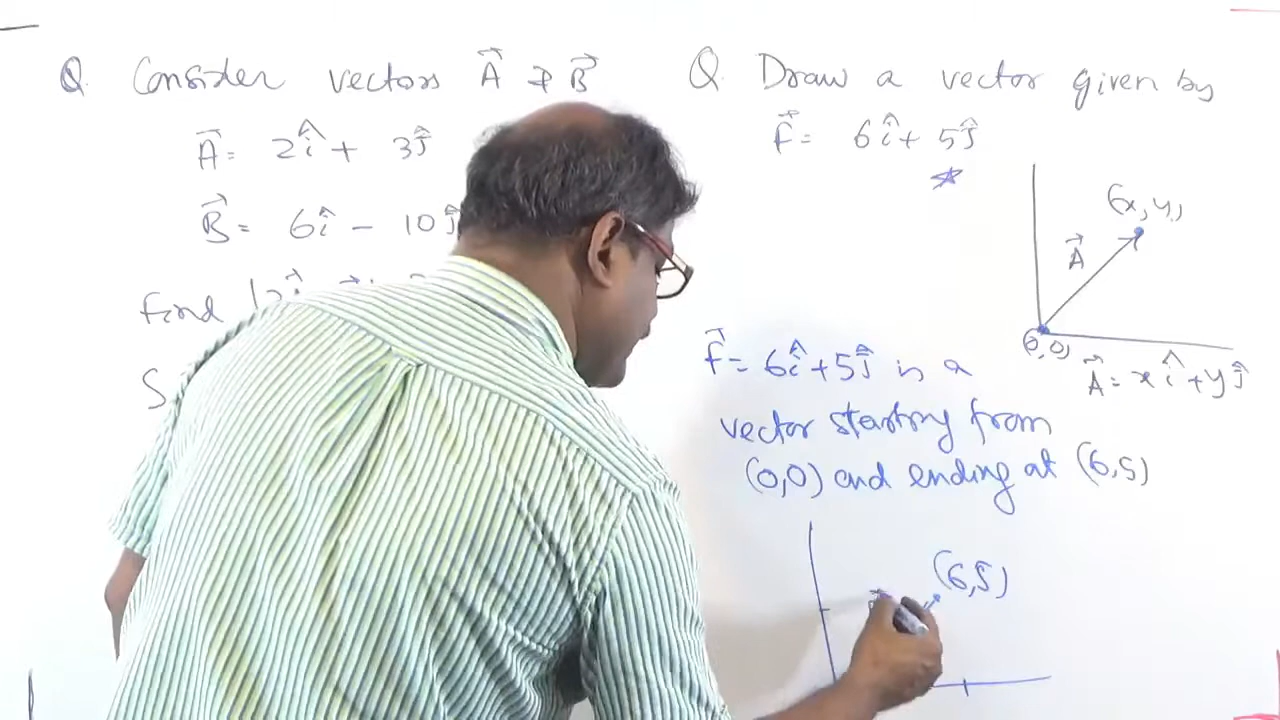 Q. Consider vectors A⃗ & B⃗
A⃗ = 2î + 3ĵ
B⃗ = 6î - 10ĵ
find
Q. Draw a vector given by
F⃗ = 6î + 5ĵ
(x, y)
A⃗
(0,0)
A⃗ = xî + yĵ
F⃗ = 6î + 5ĵ is a
vector starting from
(0,0) and ending at (6,5)
(6,5)